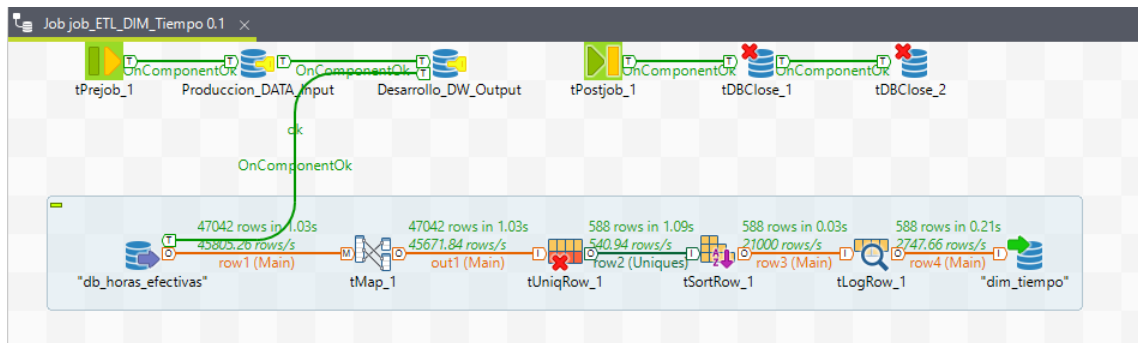 Job job_ETL_DIM_Tiempo 0.1
T OnComponentOk T T OnComponentOk T T T OnComponentOk T T OnComponentOk T
tPrejob_1 Produccion_DATA_Input Desarrollo_DW_Output tPostjob_1 tDBClose_1 tDBClose_2
ok
OnComponentOk
47042 rows in 1.03s 47042 rows in 1.03s 588 rows in 1.09s 588 rows in 0.03s 588 rows in 0.21s
45805.26 rows/s 45671.84 rows/s 540.94 rows/s 21000 rows/s 2747.66 rows/s
row1 (Main) out1 (Main) row2 (Uniques) row3 (Main) row4 (Main)
"db_horas_efectivas" tMap_1 tUniqRow_1 tSortRow_1 tLogRow_1 "dim_tiempo"